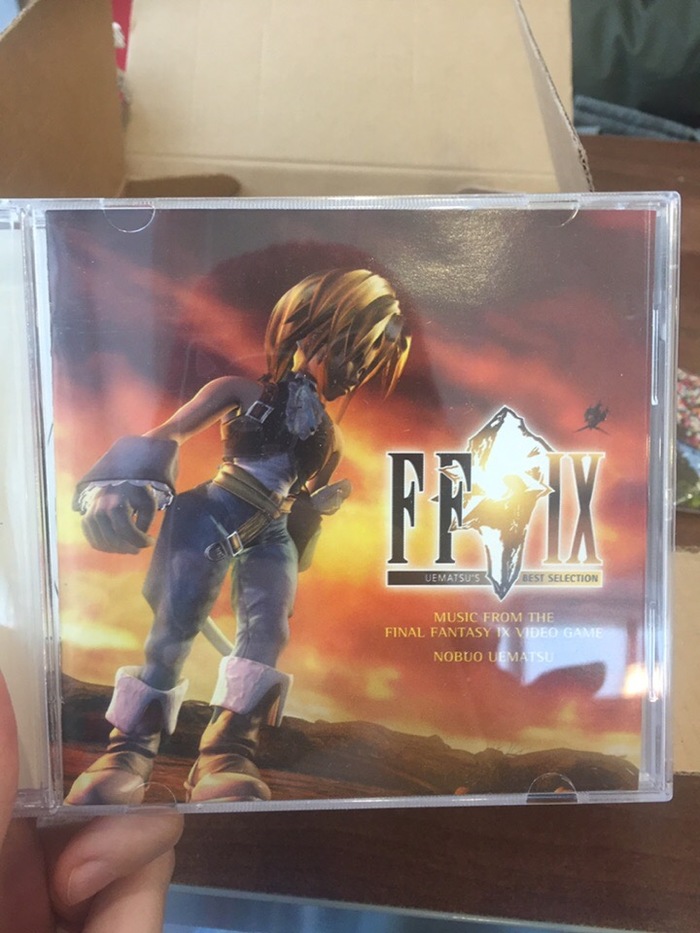 FF IX
UEMATSU'S BEST SELECTION
MUSIC FROM THE
FINAL FANTASY IX VIDEO GAME
NOBUO UEMATSU